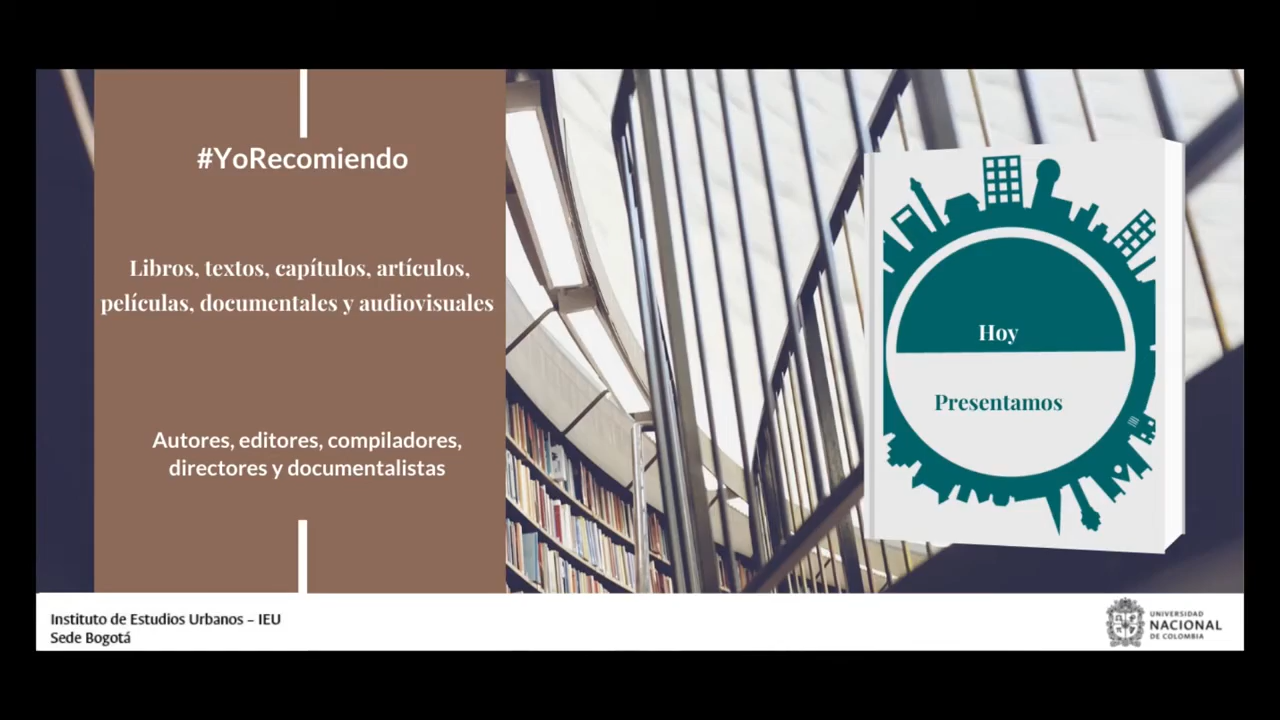 #YoRecomiendo
Libros, textos, capítulos, artículos,
películas, documentales y audiovisuales
Autores, editores, compiladores,
directores y documentalistas
Hoy
Presentamos
Instituto de Estudios Urbanos – IEU
Sede Bogotá
UNIVERSIDAD
NACIONAL
DE COLOMBIA